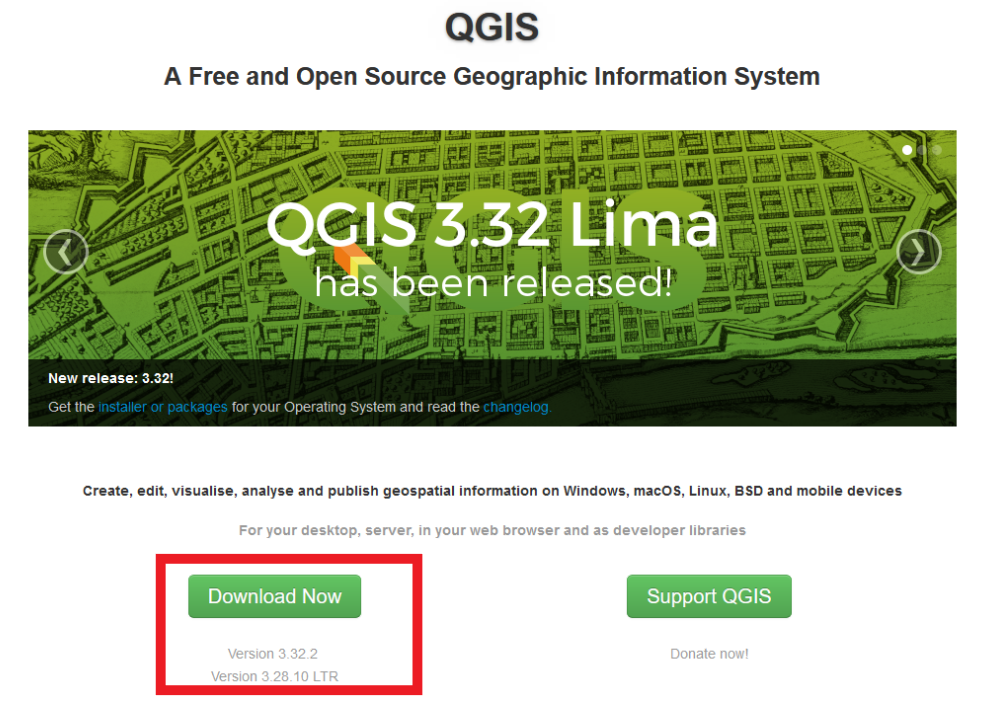 QGIS
A Free and Open Source Geographic Information System
QGIS 3.32 Lima
has been released!
New release: 3.32!
Get the installer or packages for your Operating System and read the changelog.
Create, edit, visualise, analyse and publish geospatial information on Windows, macOS, Linux, BSD and mobile devices
For your desktop, server, in your web browser and as developer libraries
Download Now
Support QGIS
Version 3.32.2
Donate now!
Version 3.28.10 LTR